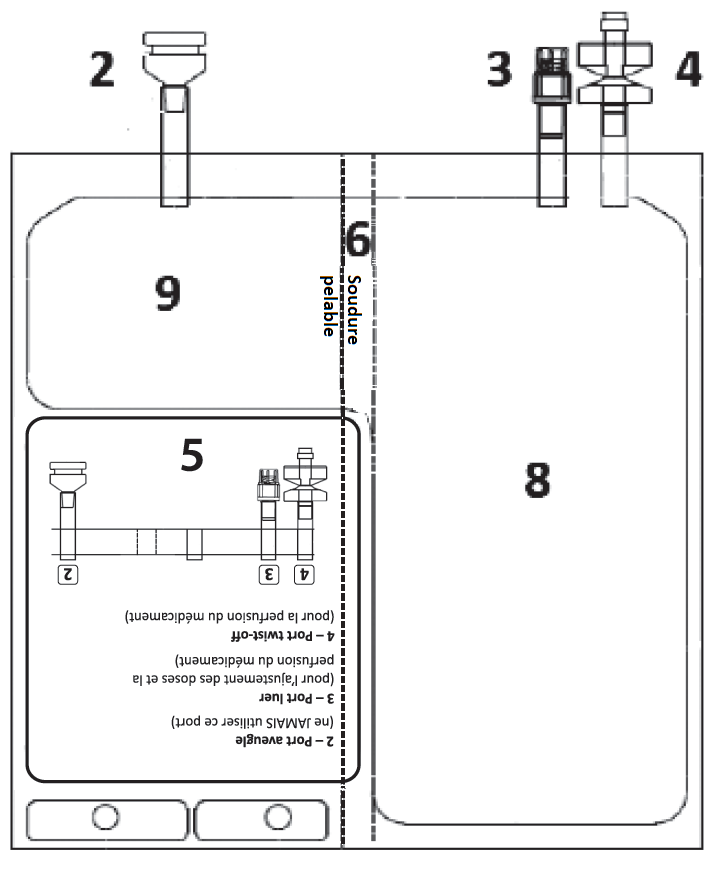 2
3
4
6
9
Soudure
pelable
5
8
2
3
4
2 – Port aveugle
(ne JAMAIS utiliser ce port)
3 – Port luer
(pour l'ajustement des doses et la
perfusion du médicament)
4 – Port twist-off
(pour la perfusion du médicament)